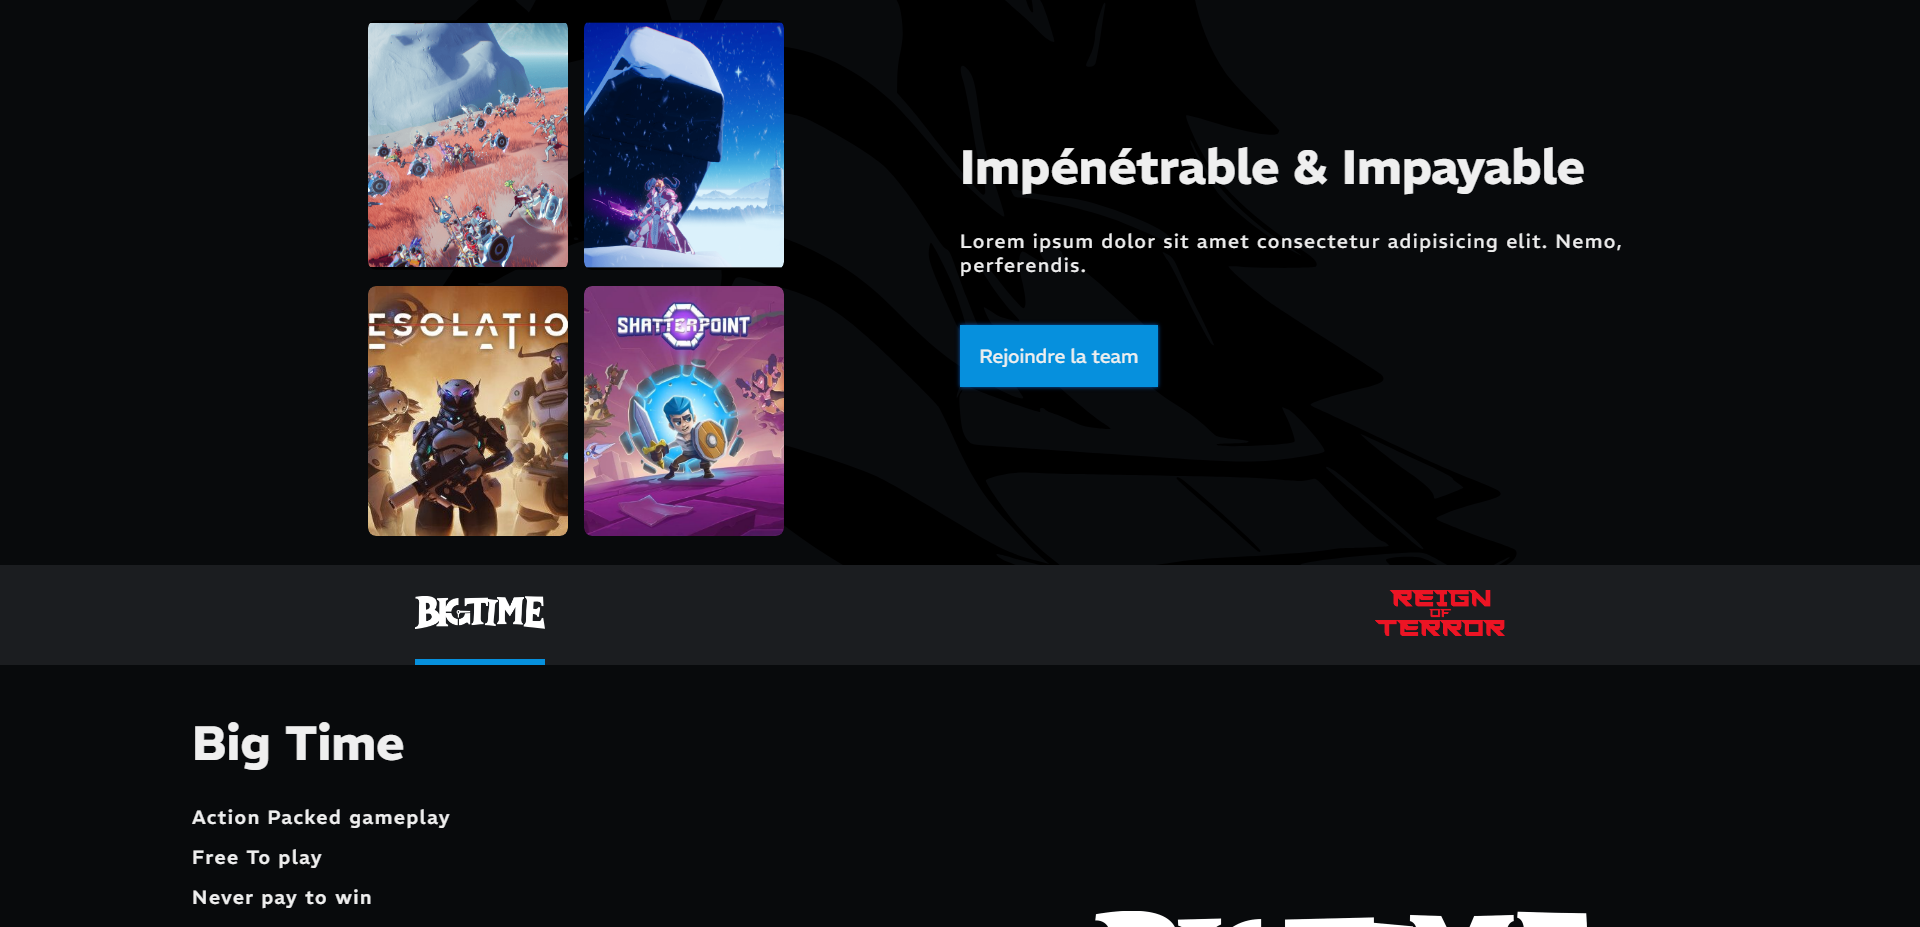 Impénétrable & Impayable
Lorem ipsum dolor sit amet consectetur adipisicing elit. Nemo,
perferendis.
ESOLATIO
SHATTERPOINT
Rejoindre la team
BIGTIME
REIGN
OF
TERROR
Big Time
Action Packed gameplay
Free To play
Never pay to win